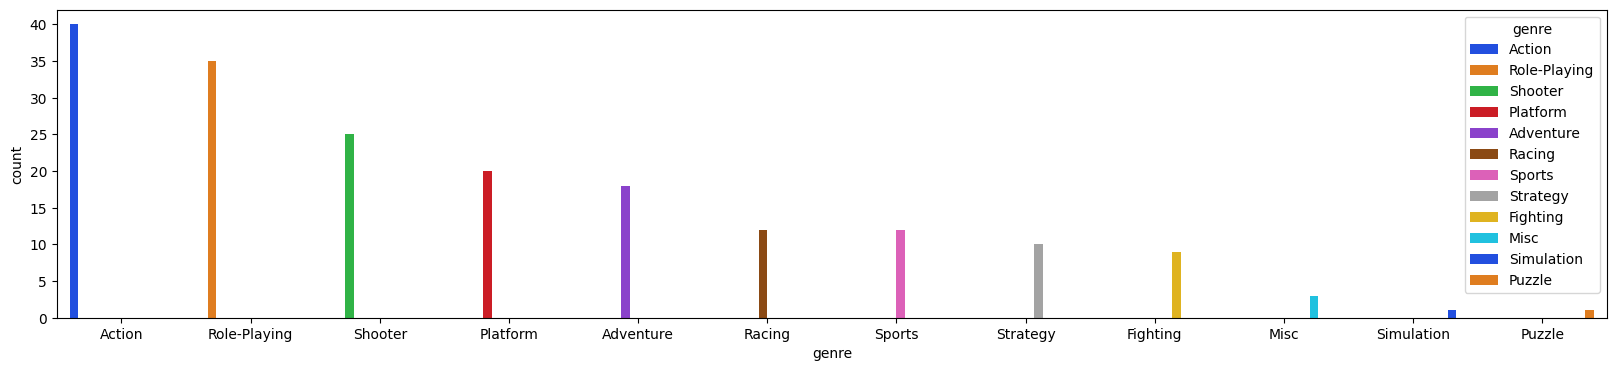 40
35
30
25
20
15
10
5
0
count
Action Role-Playing Shooter Platform Adventure Racing Sports Strategy Fighting Misc Simulation Puzzle
genre
genre
Action
Role-Playing
Shooter
Platform
Adventure
Racing
Sports
Strategy
Fighting
Misc
Simulation
Puzzle